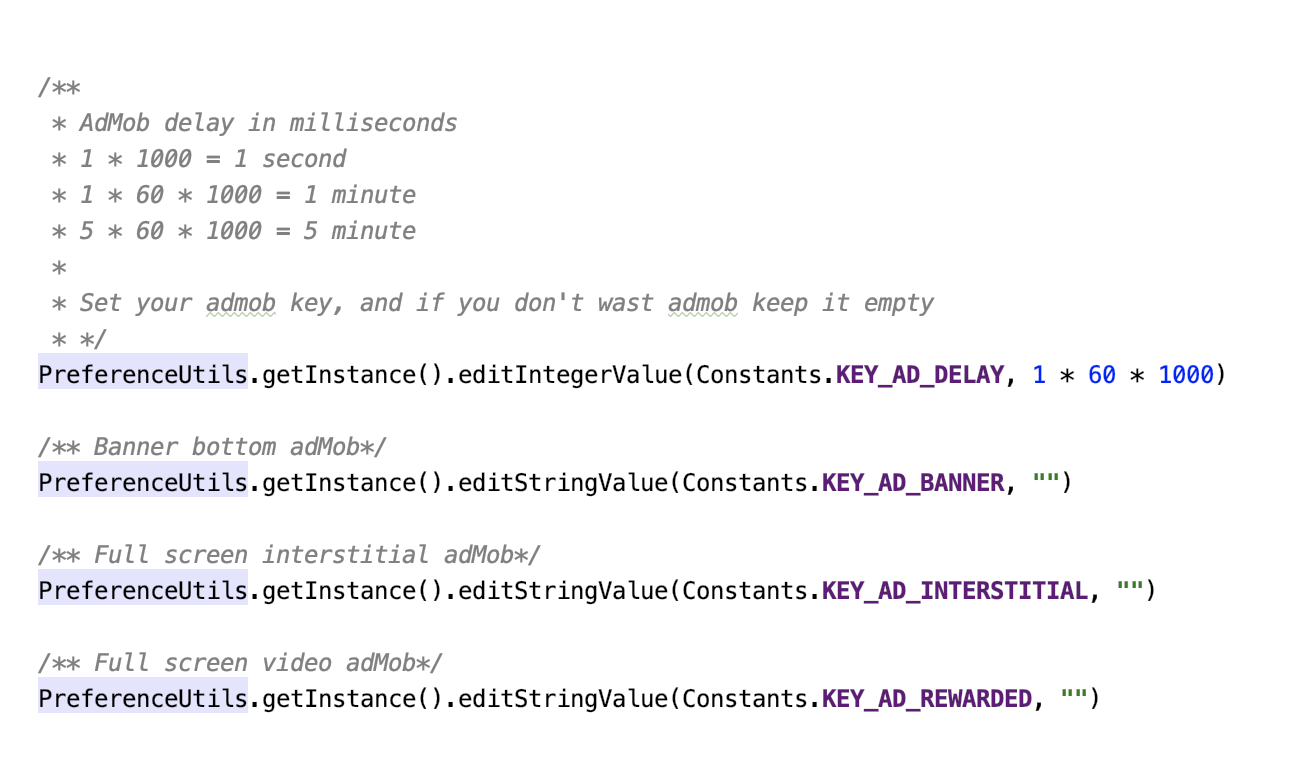 /**
 * AdMob delay in milliseconds
 * 1 * 1000 = 1 second
 * 1 * 60 * 1000 = 1 minute
 * 5 * 60 * 1000 = 5 minute
 *
 * Set your admob key, and if you don't wast admob keep it empty
 * */
PreferenceUtils.getInstance().editIntegerValue(Constants.KEY_AD_DELAY, 1 * 60 * 1000)
/** Banner bottom adMob*/
PreferenceUtils.getInstance().editStringValue(Constants.KEY_AD_BANNER, "")
/** Full screen interstitial adMob*/
PreferenceUtils.getInstance().editStringValue(Constants.KEY_AD_INTERSTITIAL, "")
/** Full screen video adMob*/
PreferenceUtils.getInstance().editStringValue(Constants.KEY_AD_REWARDED, "")